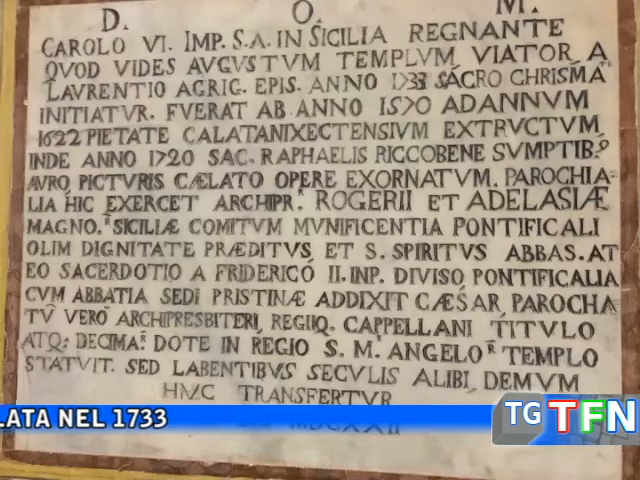 D. O. M.
CAROLO VI. IMP. S.A. IN SICILIA REGNANTE
QVOD VIDES AVGVSTVM TEMPLVM VIATOR A
LAVRENTIO AGRIG. EPIS. ANNO 1733 SACRO CHRISMATE
INITIATVR. FVERAT AB ANNO 1570 AD ANNVM
1622 PIETATE CALATANIXECTENSIVM EXTRVCTVM,
INDE ANNO 1720 SAC. RAPHAELIS RICCOBENE SVMPTIB⁹
AVRO PICTVRIS CÆLATO OPERE EXORNATVM. PAROCHIA-
LIA HIC EXERCET ARCHIPR. ROGERII ET ADELASIÆ
MAGNO.R SICILIÆ COMITVM MVNIFICENTIA PONTIFICALI
OLIM DIGNITATE PRÆDITVS, ET S. SPIRITVS ABBAS. AT
EO SACERDOTIO A FRIDERICO II. INP. DIVISO PONTIFICALIA
CVM ABBATIA SEDI PRISTINÆ ADDIXIT CÆSAR, PAROCHA
TV̄ VERO ARCHIPRESBITERI, REGIIQ. CAPPELLANI TITVLO
ATQ: DECIMA.R DOTE IN REGIO S. M. ANGELO.R TEMPLO
STATVIT. SED LABENTIBVS SECVLIS ALIBI, DEMVM
HVC TRANSFERTVR
MDCCXXII
LATA NEL 1733
TG TFN